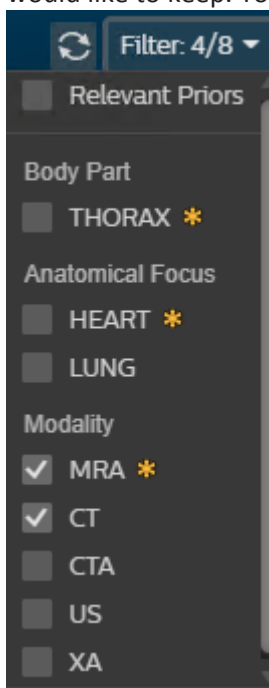 would like to keep. Yo
Filter: 4/8
Relevant Priors
Body Part
THORAX *
Anatomical Focus
HEART *
LUNG
Modality
MRA *
CT
CTA
US
XA